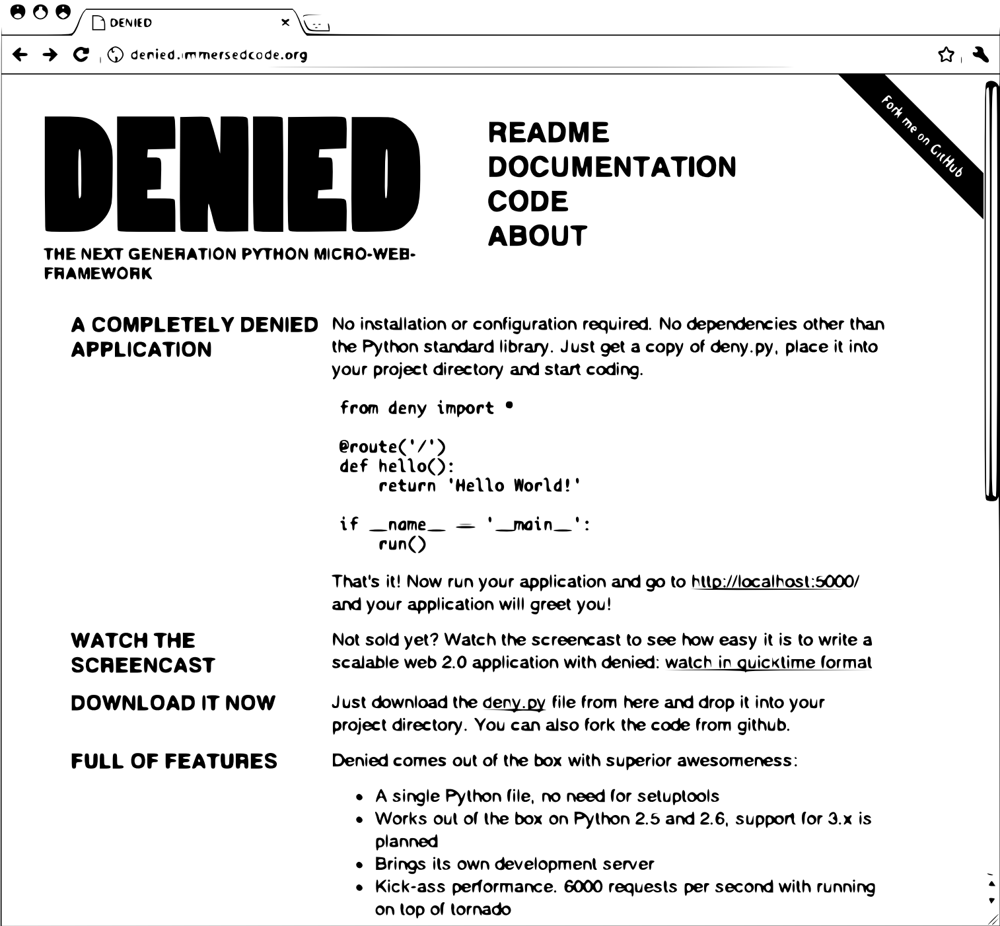 DENIED
denied.immersedcode.org
Fork me on GitHub
DENIED
THE NEXT GENERATION PYTHON MICRO-WEB-
FRAMEWORK
README
DOCUMENTATION
CODE
ABOUT
A COMPLETELY DENIED
APPLICATION
No installation or configuration required. No dependencies other than
the Python standard library. Just get a copy of deny.py, place it into
your project directory and start coding.
from deny import *
@route('/')
def hello():
    return 'Hello World!'
if __name__ == '__main__':
    run()
That's it! Now run your application and go to http://localhost:5000/
and your application will greet you!
WATCH THE
SCREENCAST
Not sold yet? Watch the screencast to see how easy it is to write a
scalable web 2.0 application with denied: watch in quicktime format
DOWNLOAD IT NOW
Just download the deny.py file from here and drop it into your
project directory. You can also fork the code from github.
FULL OF FEATURES
Denied comes out of the box with superior awesomeness:
• A single Python file, no need for setuptools
• Works out of the box on Python 2.5 and 2.6, support for 3.x is
planned
• Brings its own development server
• Kick-ass performance. 6000 requests per second with running
on top of tornado